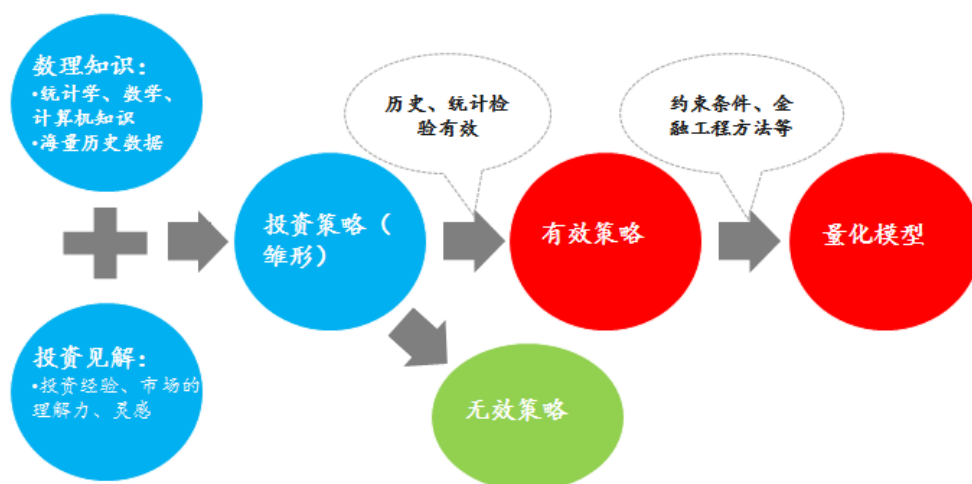 数理知识：
•统计学、数学、
计算机知识
•海量历史数据
投资见解：
•投资经验、市场的
理解力、灵感
投资策略（
雏形）
历史、统计检
验有效
有效策略
无效策略
约束条件、金
融工程方法等
量化模型